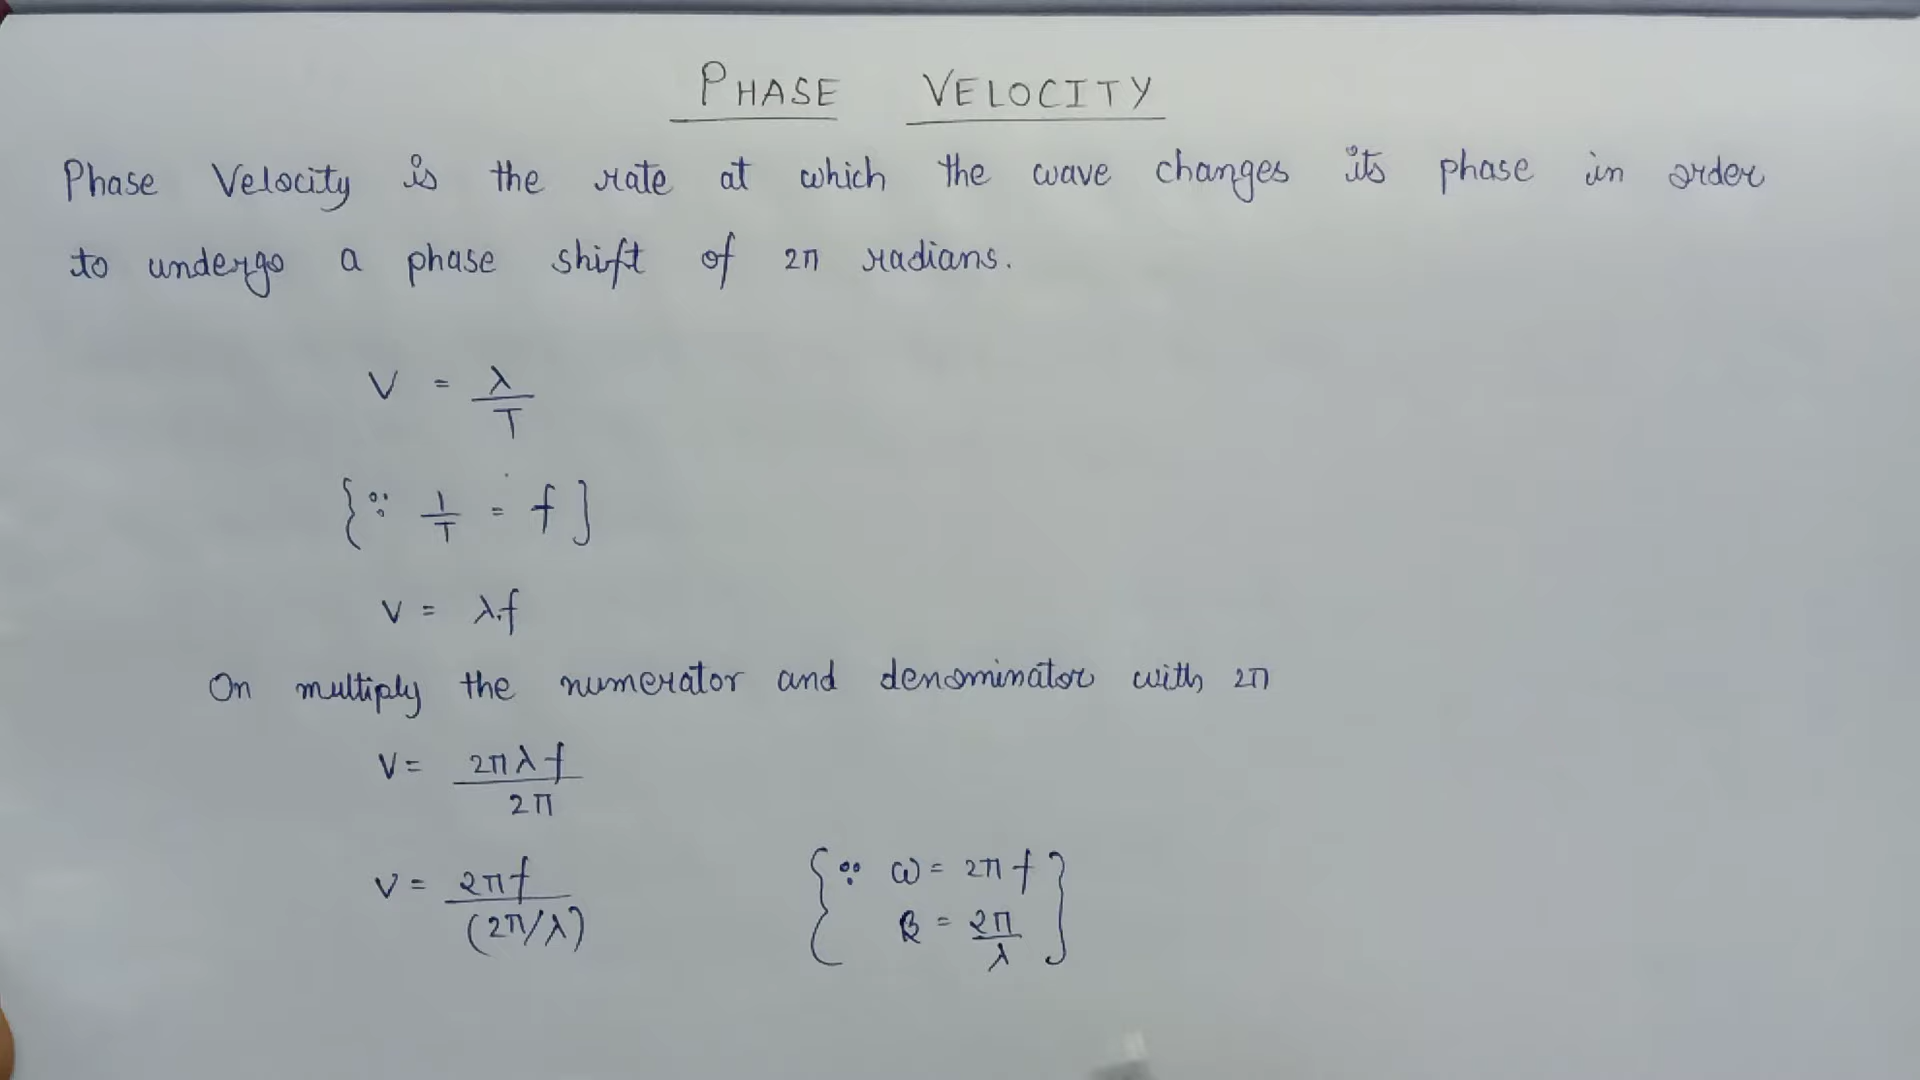 PHASE VELOCITY
Phase Velocity is the rate at which the wave changes its phase in order
to undergo a phase shift of 2π radians.
V = λ/T
{∵ 1/T = f}
V = λ.f
On multiply the numerator and denominator with 2π
V = 2πλf/2π
V = 2πf/(2π/λ) {∵ ω = 2πf
k = 2π/λ}